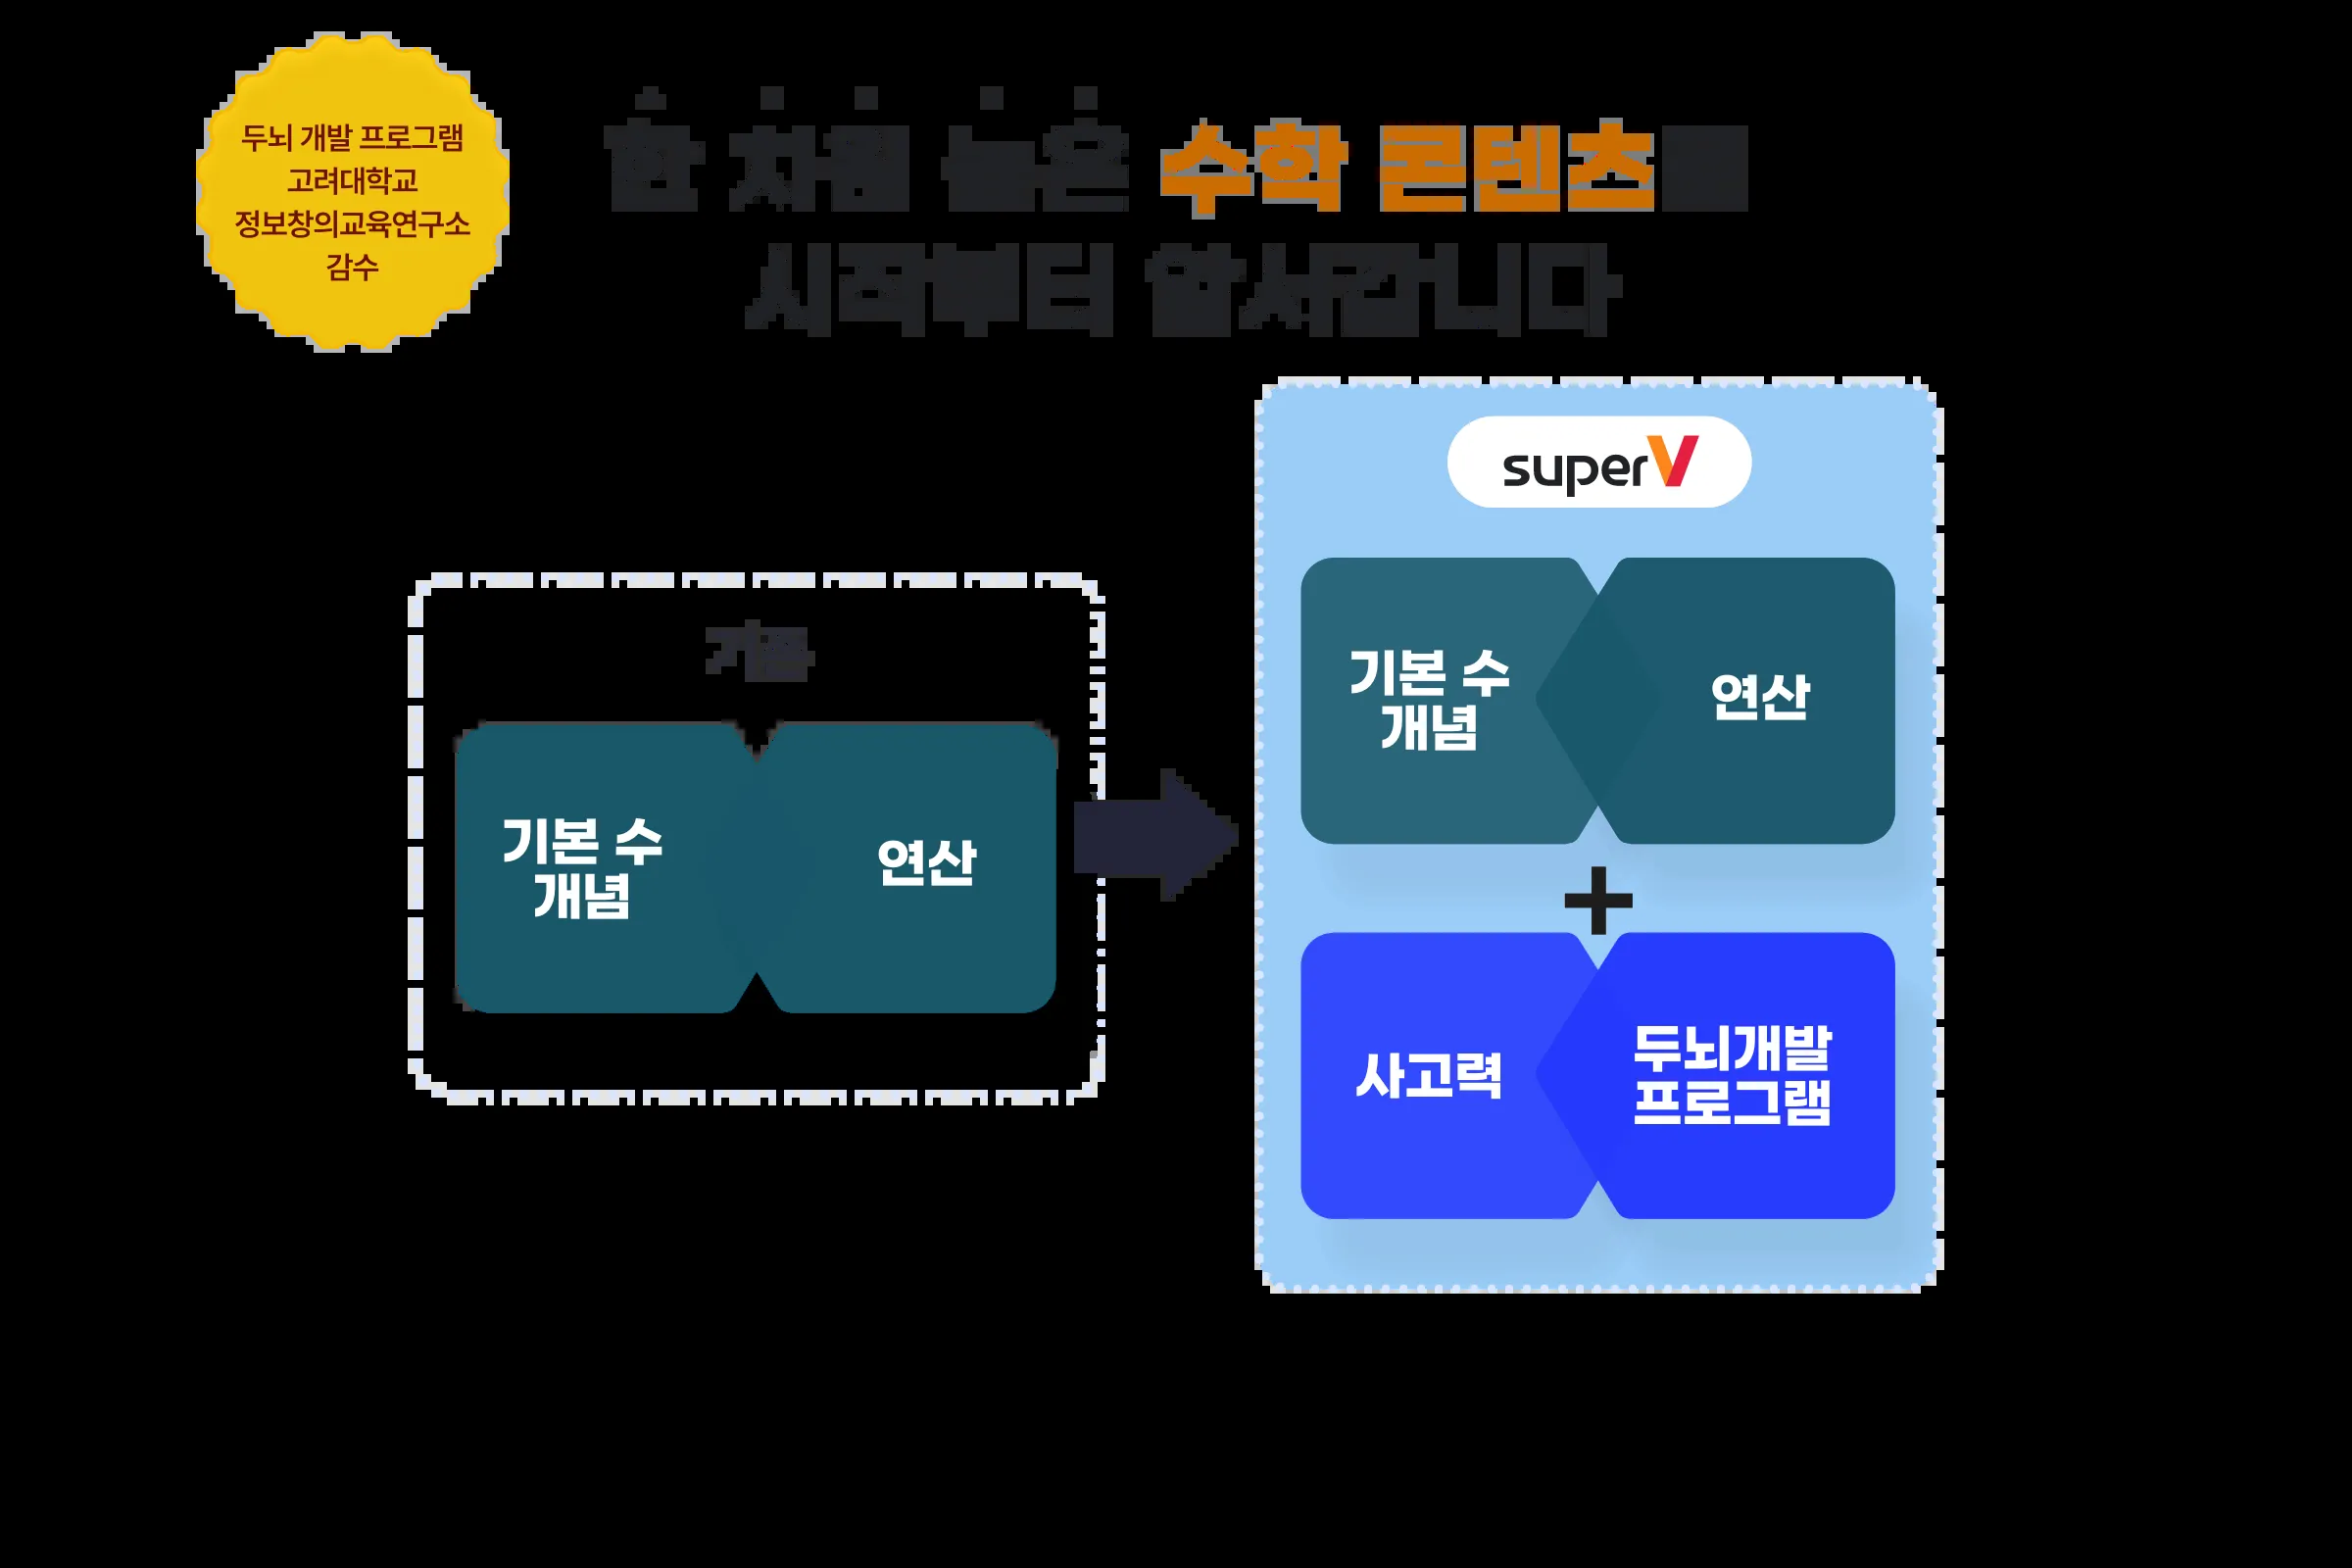 두뇌 개발 프로그램
고려대학교
정보창의교육연구소
감수
한 차원 높은 수학 콘텐츠
시작부터 앞서갑니다
기존
기본 수
개념
연산
superV
기본 수
개념
연산
+
사고력
두뇌개발
프로그램